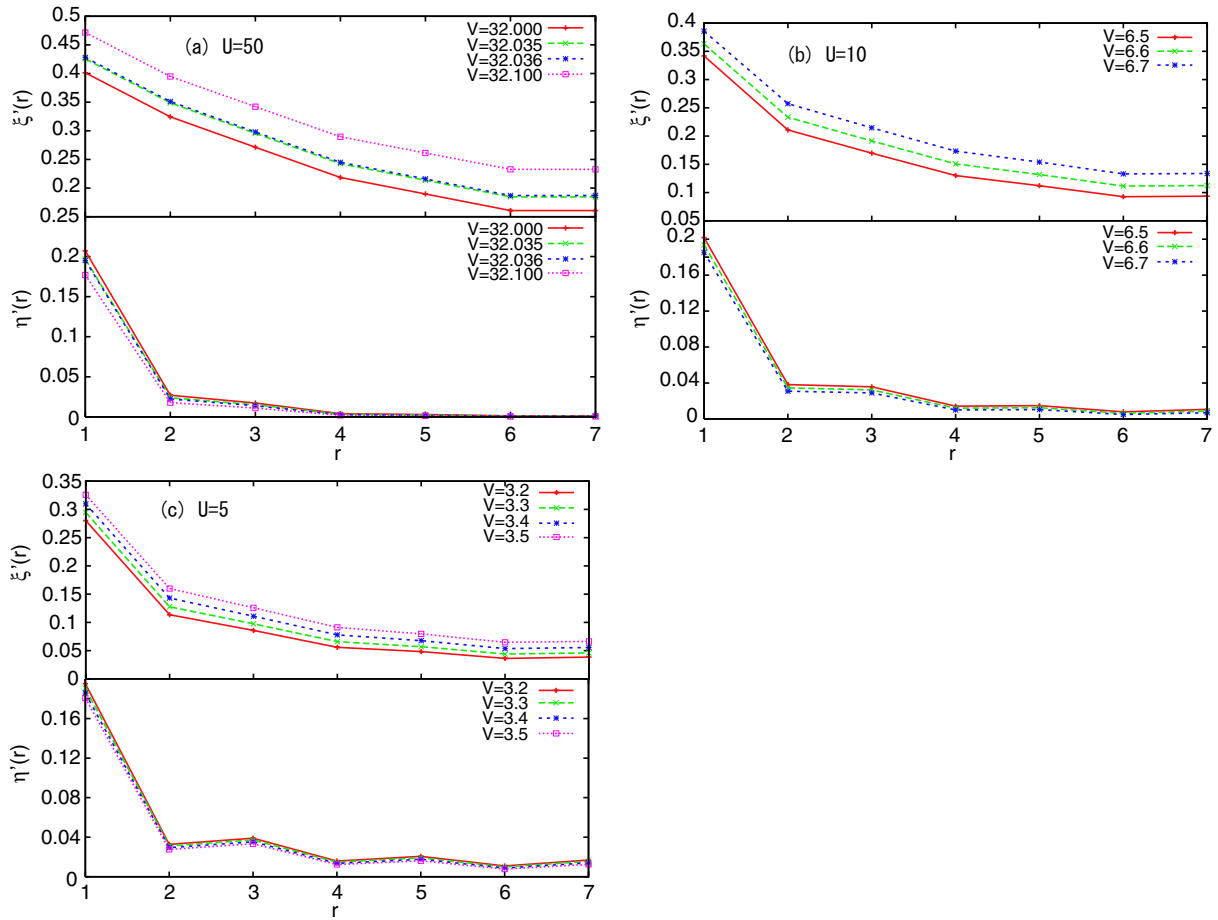 (a) U=50
ξ'(r)
0.5
0.45
0.4
0.35
0.3
0.25
0.2
0.25
V=32.000
V=32.035
V=32.036
V=32.100
η'(r)
0.2
0.15
0.1
0.05
0
V=32.000
V=32.035
V=32.036
V=32.100
1 2 3 4 5 6 7
r
(b) U=10
ξ'(r)
0.4
0.35
0.3
0.25
0.2
0.15
0.1
0.05
V=6.5
V=6.6
V=6.7
η'(r)
0.2
0.16
0.12
0.08
0.04
0
V=6.5
V=6.6
V=6.7
1 2 3 4 5 6 7
r
(c) U=5
ξ'(r)
0.35
0.3
0.25
0.2
0.15
0.1
0.05
0
V=3.2
V=3.3
V=3.4
V=3.5
η'(r)
0.16
0.12
0.08
0.04
0
V=3.2
V=3.3
V=3.4
V=3.5
1 2 3 4 5 6 7
r